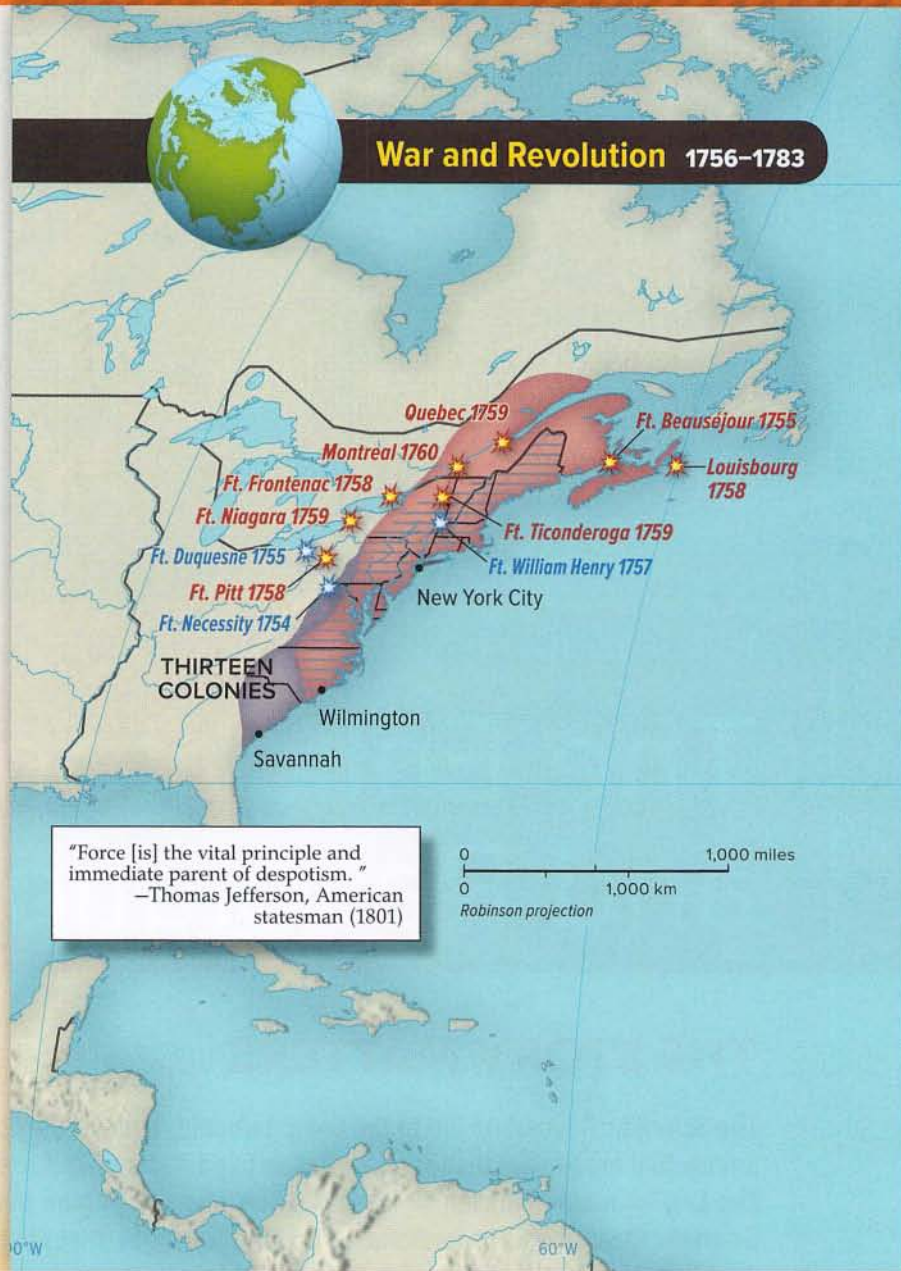 War and Revolution 1756–1783
Quebec 1759
Ft. Beauséjour 1755
Montreal 1760
Louisbourg
1758
Ft. Frontenac 1758
Ft. Niagara 1759
Ft. Ticonderoga 1759
Ft. Duquesne 1755
Ft. William Henry 1757
Ft. Pitt 1758
New York City
Ft. Necessity 1754
THIRTEEN
COLONIES
Wilmington
Savannah
"Force [is] the vital principle and
immediate parent of despotism. "
—Thomas Jefferson, American
statesman (1801)
0 1,000 miles
0 1,000 km
Robinson projection
60°W